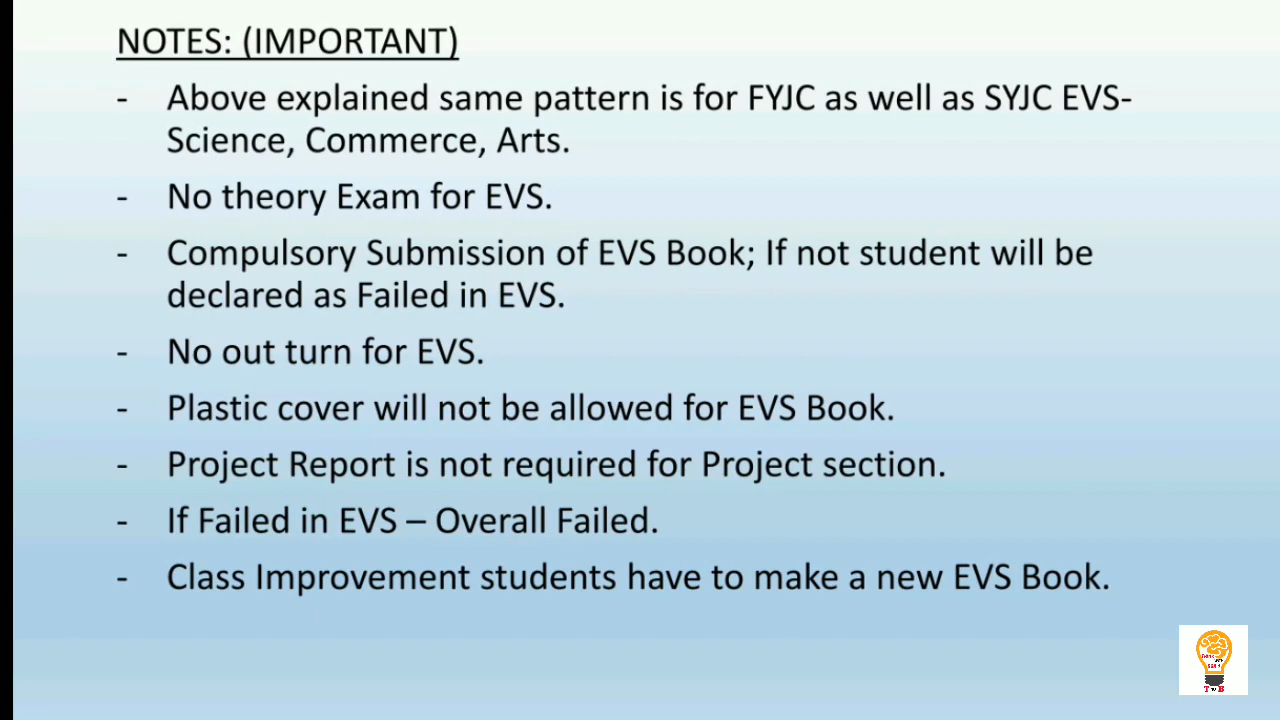 NOTES: (IMPORTANT)
- Above explained same pattern is for FYJC as well as SYJC EVS-
Science, Commerce, Arts.
- No theory Exam for EVS.
- Compulsory Submission of EVS Book; If not student will be
declared as Failed in EVS.
- No out turn for EVS.
- Plastic cover will not be allowed for EVS Book.
- Project Report is not required for Project section.
- If Failed in EVS – Overall Failed.
- Class Improvement students have to make a new EVS Book.